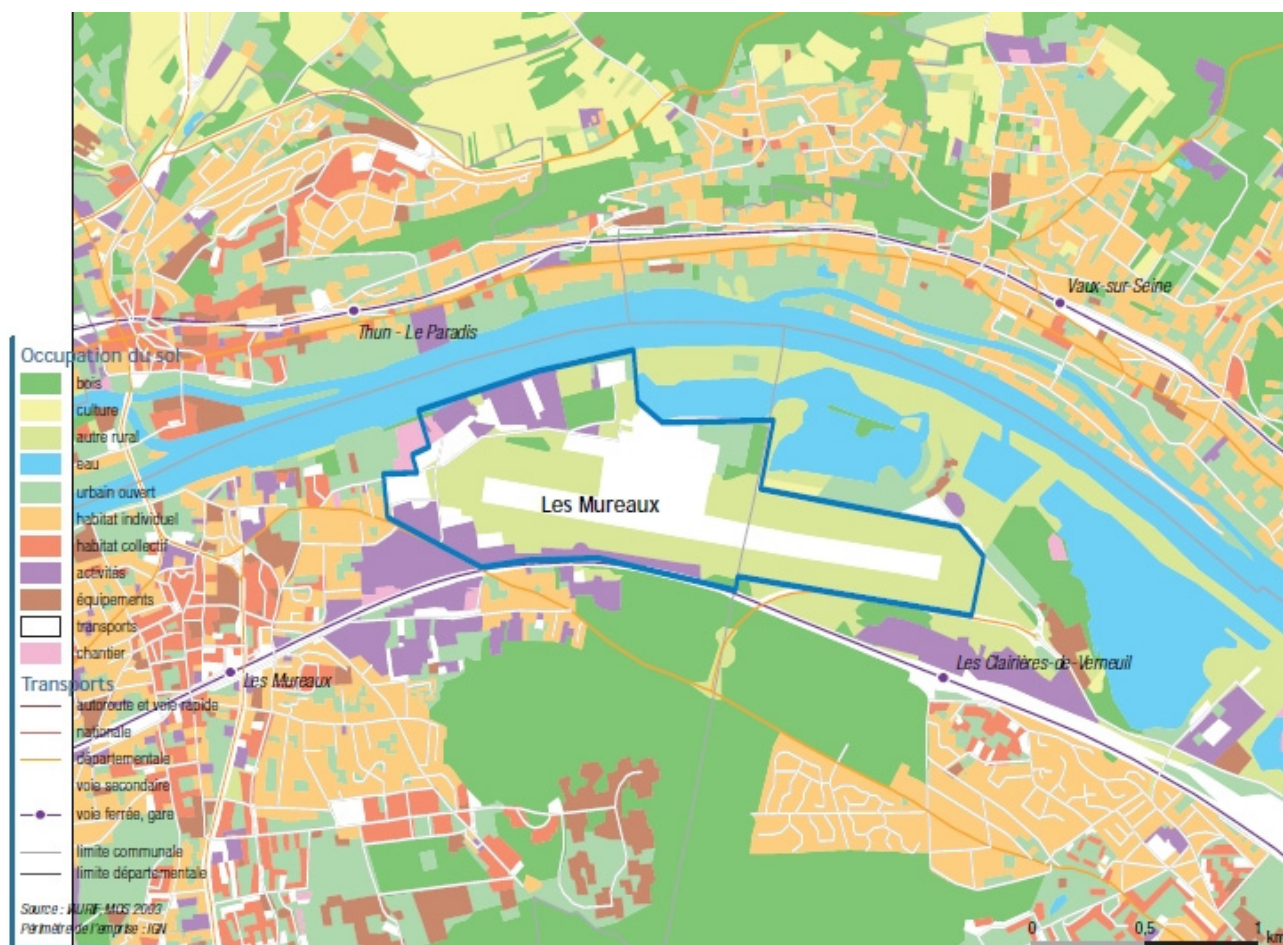 Vaux-sur-Seine
Thun - Le Paradis
Les Mureaux
Les Clairières-de-Verneuil
Les Mureaux
Occupation du sol
bois
culture
autre rural
eau
urbain ouvert
habitat individuel
habitat collectif
activités
équipements
transports
chantier
Transports
autoroute et voie rapide
nationale
départementale
voie secondaire
voie ferrée, gare
limite communale
limite départementale
Source : IAURIF, MOS 2003
Périmètre de l'emprise : IGN
0 0,5 1
km